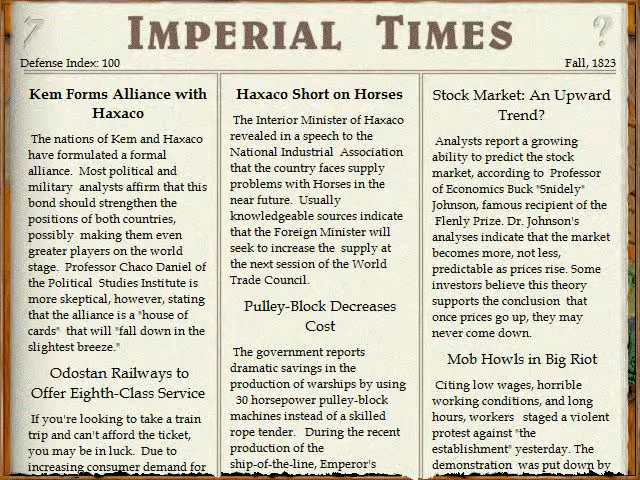 IMPERIAL TIMES
Defense Index: 100
Fall, 1823
Kem Forms Alliance with
Haxaco
The nations of Kem and Haxaco
have formulated a formal
alliance. Most political and
military analysts affirm that this
bond should strengthen the
positions of both countries,
possibly making them even
greater players on the world
stage. Professor Chaco Daniel of
the Political Studies Institute is
more skeptical, however, stating
that the alliance is a "house of
cards" that will "fall down in the
slightest breeze."
Odostan Railways to
Offer Eighth-Class Service
If you're looking to take a train
trip and can't afford the ticket,
you may be in luck. Due to
increasing consumer demand for
Haxaco Short on Horses
The Interior Minister of Haxaco
revealed in a speech to the
National Industrial Association
that the country faces supply
problems with Horses in the
near future. Usually
knowledgeable sources indicate
that the Foreign Minister will
seek to increase the supply at
the next session of the World
Trade Council.
Pulley-Block Decreases
Cost
The government reports
dramatic savings in the
production of warships by using
30 horsepower pulley-block
machines instead of a skilled
rope tender. During the recent
production of the
ship-of-the-line, Emperor's
Stock Market: An Upward
Trend?
Analysts report a growing
ability to predict the stock
market, according to Professor
of Economics Buck "Snidely"
Johnson, famous recipient of the
Flenly Prize. Dr. Johnson's
analyses indicate that the market
becomes more, not less,
predictable as prices rise. Some
investors believe this theory
supports the conclusion that
once prices go up, they may
never come down.
Mob Howls in Big Riot
Citing low wages, horrible
working conditions, and long
hours, workers staged a violent
protest against "the
establishment" yesterday. The
demonstration was put down by